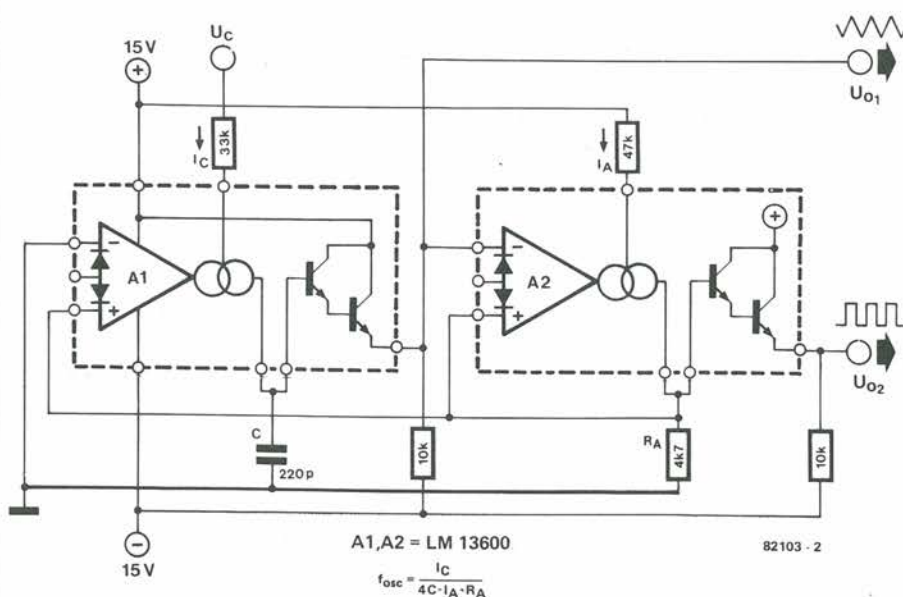 15 V
U_C
U_O1
I_C
33k
I_A
47k
−
A1
+
−
A2
+
U_O2
C
220p
10k
R_A
4k7
10k
15 V
A1,A2 = LM 13600
82103 - 2
f_osc = I_C / 4C·I_A·R_A